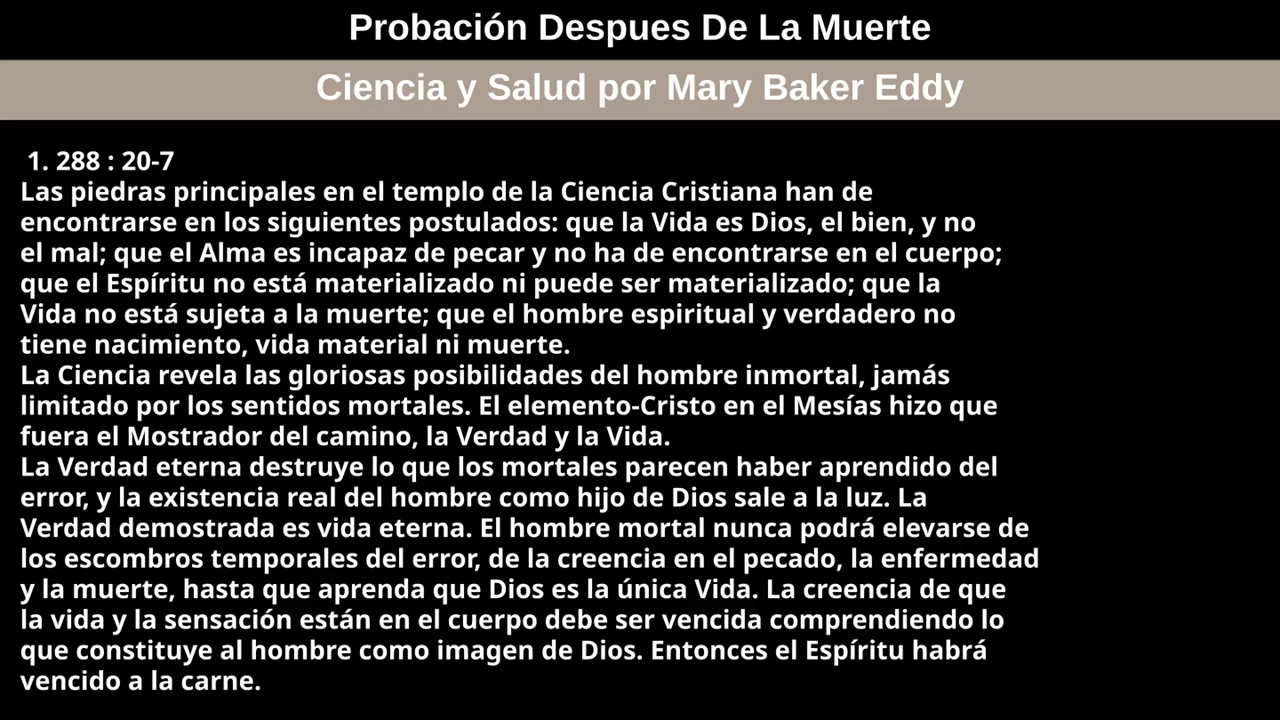 Probación Despues De La Muerte
Ciencia y Salud por Mary Baker Eddy
1. 288 : 20-7
Las piedras principales en el templo de la Ciencia Cristiana han de
encontrarse en los siguientes postulados: que la Vida es Dios, el bien, y no
el mal; que el Alma es incapaz de pecar y no ha de encontrarse en el cuerpo;
que el Espíritu no está materializado ni puede ser materializado; que la
Vida no está sujeta a la muerte; que el hombre espiritual y verdadero no
tiene nacimiento, vida material ni muerte.
La Ciencia revela las gloriosas posibilidades del hombre inmortal, jamás
limitado por los sentidos mortales. El elemento-Cristo en el Mesías hizo que
fuera el Mostrador del camino, la Verdad y la Vida.
La Verdad eterna destruye lo que los mortales parecen haber aprendido del
error, y la existencia real del hombre como hijo de Dios sale a la luz. La
Verdad demostrada es vida eterna. El hombre mortal nunca podrá elevarse de
los escombros temporales del error, de la creencia en el pecado, la enfermedad
y la muerte, hasta que aprenda que Dios es la única Vida. La creencia de que
la vida y la sensación están en el cuerpo debe ser vencida comprendiendo lo
que constituye al hombre como imagen de Dios. Entonces el Espíritu habrá
vencido a la carne.